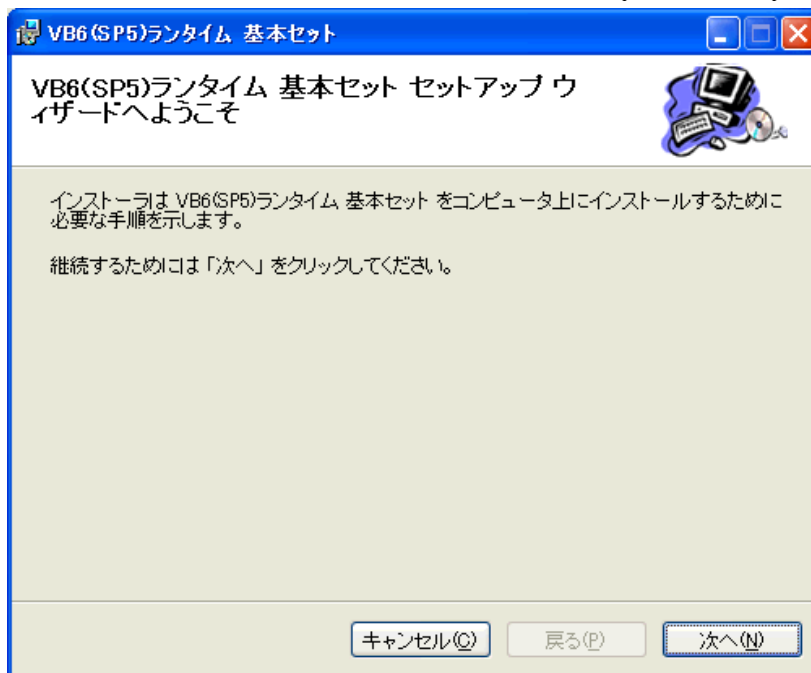 VB6(SP5)ランタイム 基本セット
VB6(SP5)ランタイム 基本セット セットアップ ウ
ィザードへようこそ
インストーラは VB6(SP5)ランタイム 基本セット をコンピュータ上にインストールするために
必要な手順を示します。
継続するためには「次へ」をクリックしてください。
キャンセル(C) 戻る(P) 次へ(N)